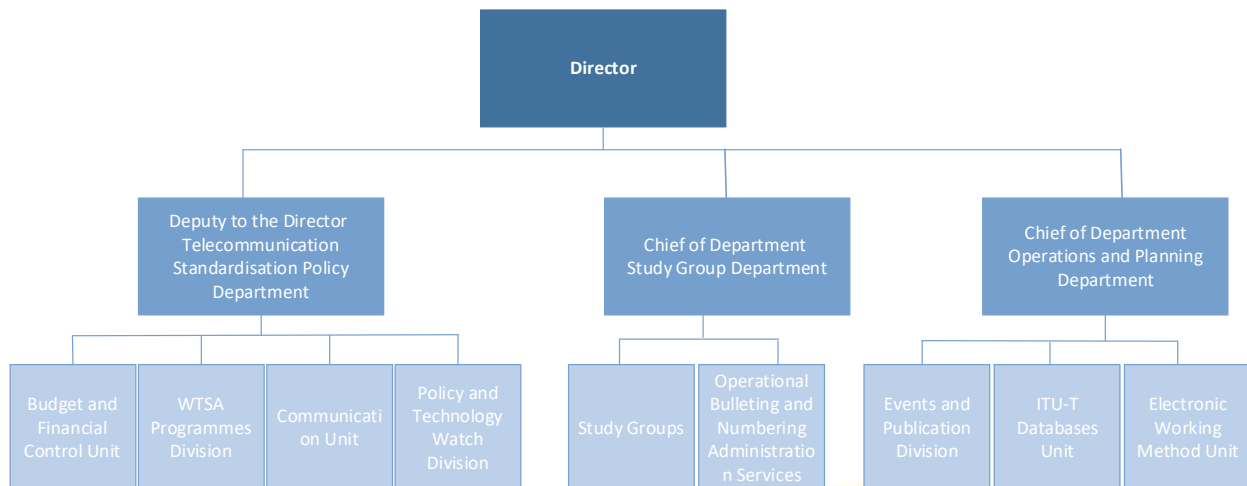 Director
Deputy to the Director
Telecommunication
Standardisation Policy
Department
Chief of Department
Study Group Department
Chief of Department
Operations and Planning
Department
Budget and
Financial
Control Unit
WTSA
Programmes
Division
Communicati
on Unit
Policy and
Technology
Watch
Division
Study Groups
Operational
Bulleting and
Numbering
Administratio
n Services
Events and
Publication
Division
ITU-T
Databases
Unit
Electronic
Working
Method Unit